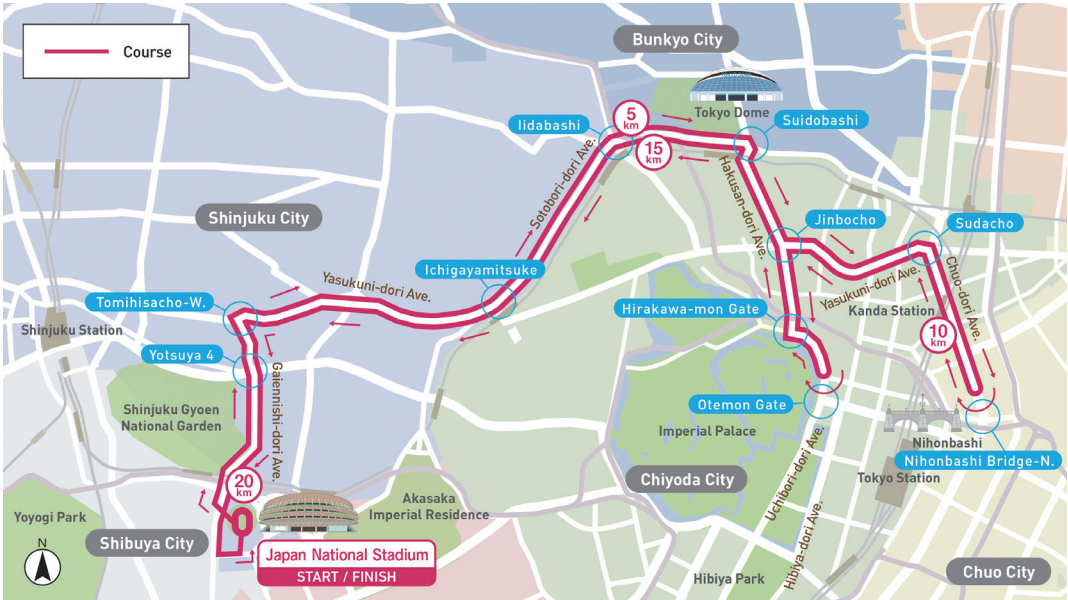 Course
Bunkyo City
Tokyo Dome
Iidabashi
5
km
15
km
Suidobashi
Sotobori-dori Ave.
Hakusan-dori Ave.
Shinjuku City
Jinbocho
Sudacho
Ichigayamitsuke
Yasukuni-dori Ave.
Yasukuni-dori Ave.
Chuo-dori Ave.
Tomihisacho-W.
Hirakawa-mon Gate
Kanda Station
Shinjuku Station
10
km
Yotsuya 4
Gaiennishi-dori Ave.
Otemon Gate
Shinjuku Gyoen
National Garden
Imperial Palace
Nihonbashi
Nihonbashi Bridge-N.
Uchibori-dori Ave.
Chiyoda City
Tokyo Station
20
km
Akasaka
Imperial Residence
Yoyogi Park
Shibuya City
Hibiya-dori Ave.
N
Japan National Stadium
START / FINISH
Hibiya Park
Chuo City